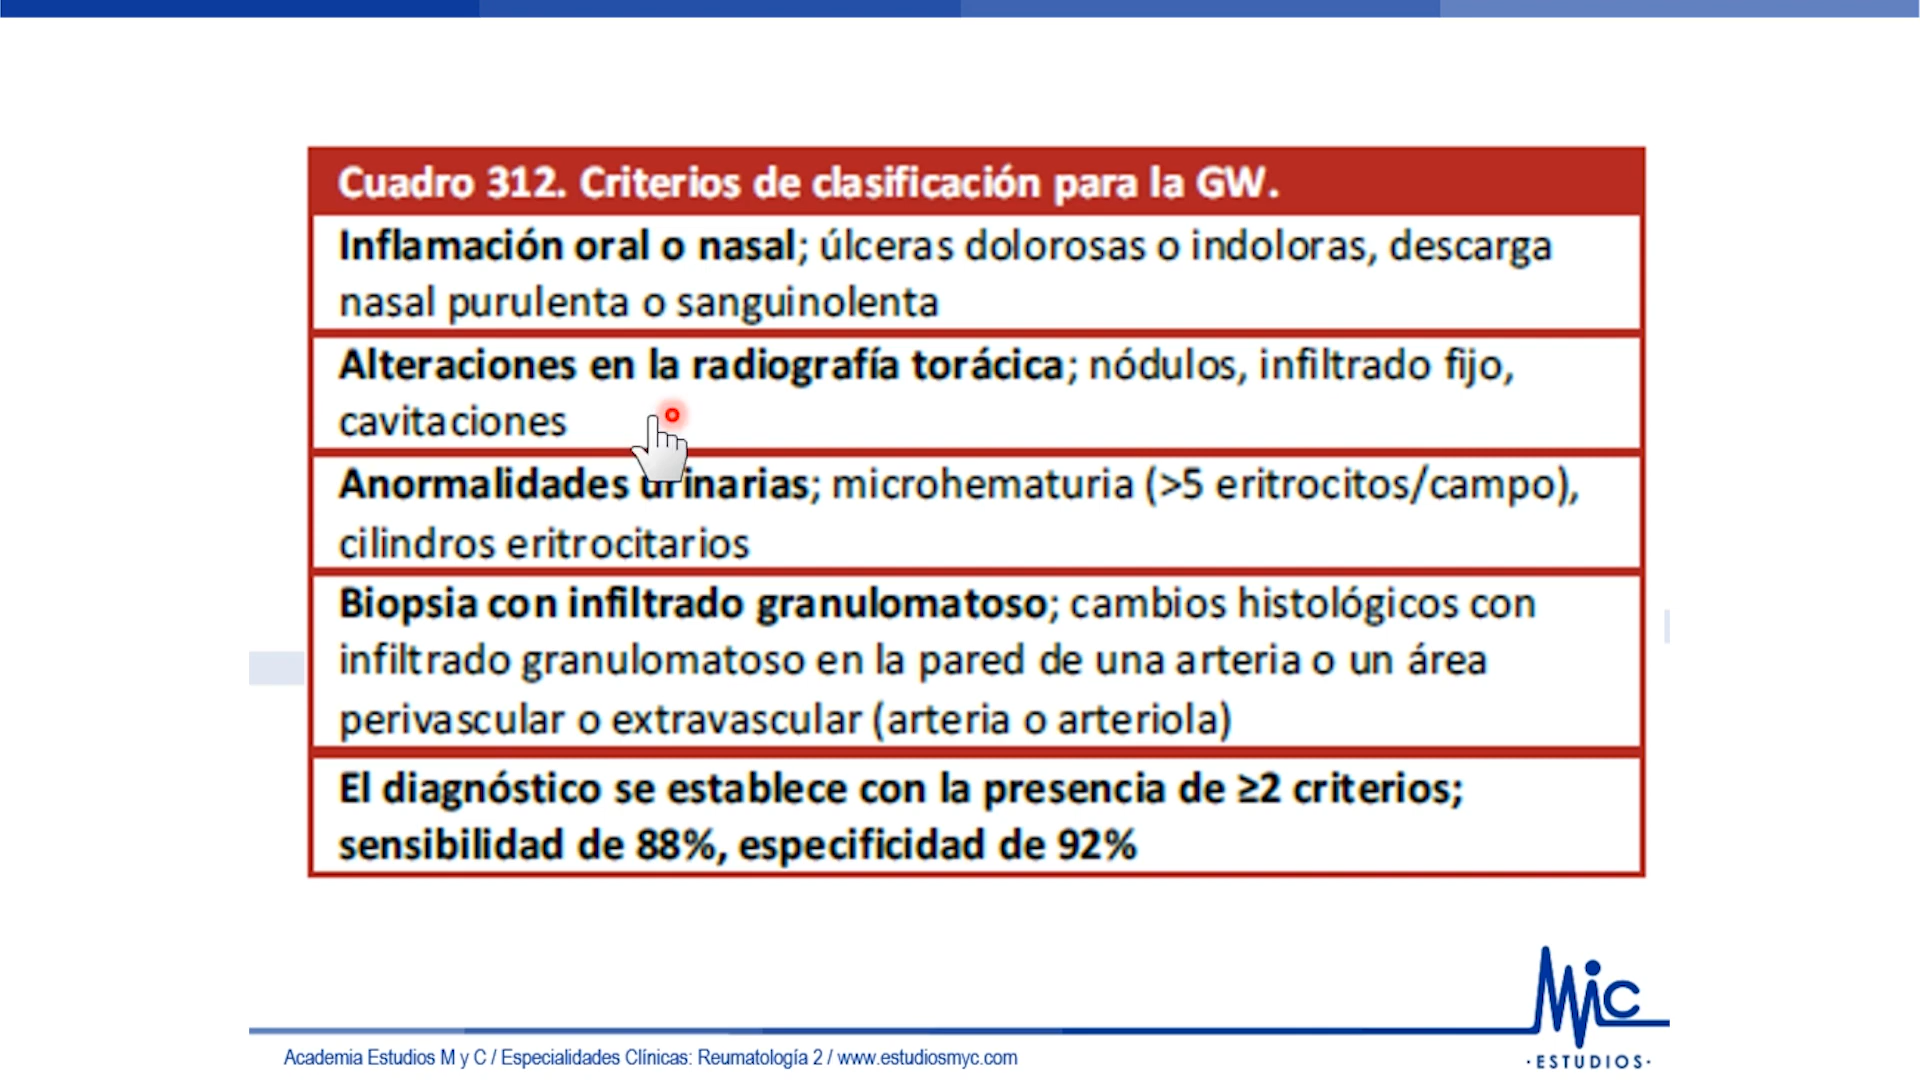 Cuadro 312. Criterios de clasificación para la GW.
Inflamación oral o nasal; úlceras dolorosas o indoloras, descarga
nasal purulenta o sanguinolenta
Alteraciones en la radiografía torácica; nódulos, infiltrado fijo,
cavitaciones
Anormalidades urinarias; microhematuria (>5 eritrocitos/campo),
cilindros eritrocitarios
Biopsia con infiltrado granulomatoso; cambios histológicos con
infiltrado granulomatoso en la pared de una arteria o un área
perivascular o extravascular (arteria o arteriola)
El diagnóstico se establece con la presencia de ≥2 criterios;
sensibilidad de 88%, especificidad de 92%
MiC
·ESTUDIOS·
Academia Estudios M y C / Especialidades Clínicas: Reumatología 2 / www.estudiosmyc.com